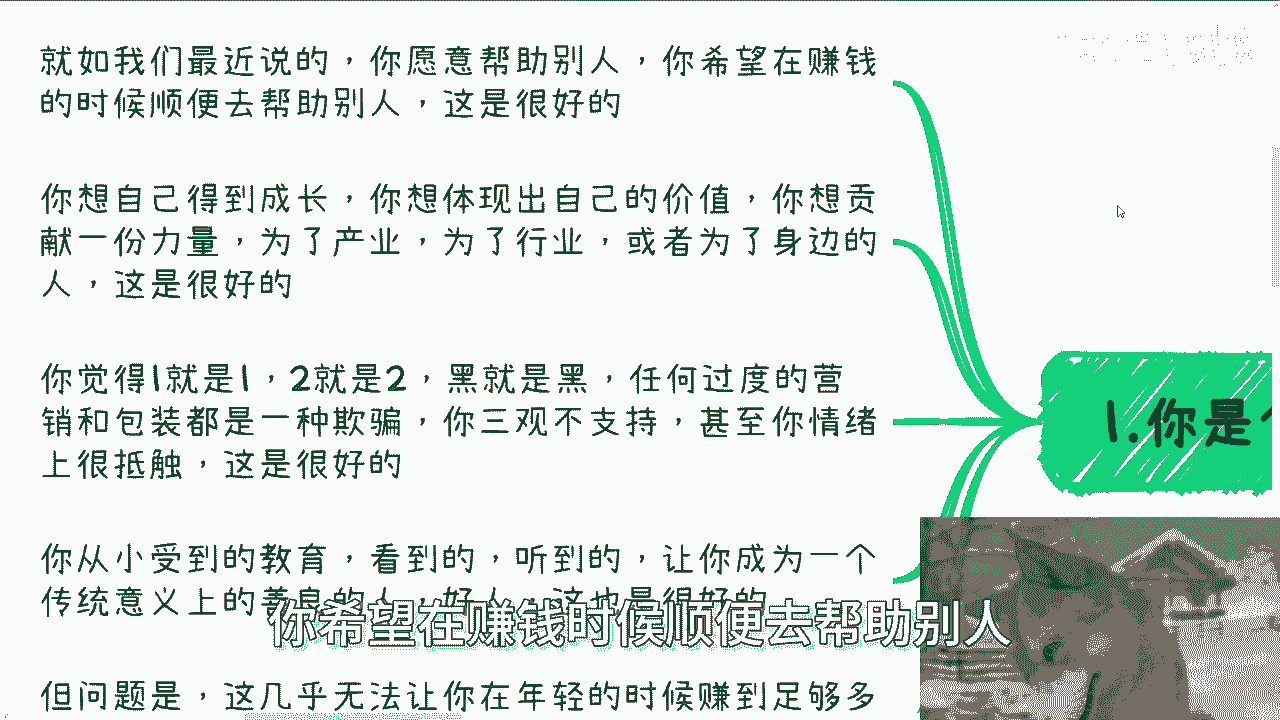 就如我们最近说的，你愿意帮助别人，你希望在赚钱
的时候顺便去帮助别人，这是很好的
你想自己得到成长，你想体现出自己的价值，你想贡
献一份力量，为了产业，为了行业，或者为了身边的
人，这是很好的
你觉得1就是1，2就是2，黑就是黑，任何过度的营
销和包装都是一种欺骗，你三观不支持，甚至你情绪
上很抵触，这是很好的
1.你是个
你从小受到的教育，看到的，听到的，让你成为一个
传统意义上的善良的人，好人，这也是很好的
你希望在赚钱时候顺便去帮助别人
但问题是，这几乎无法让你在年轻的时候赚到足够多